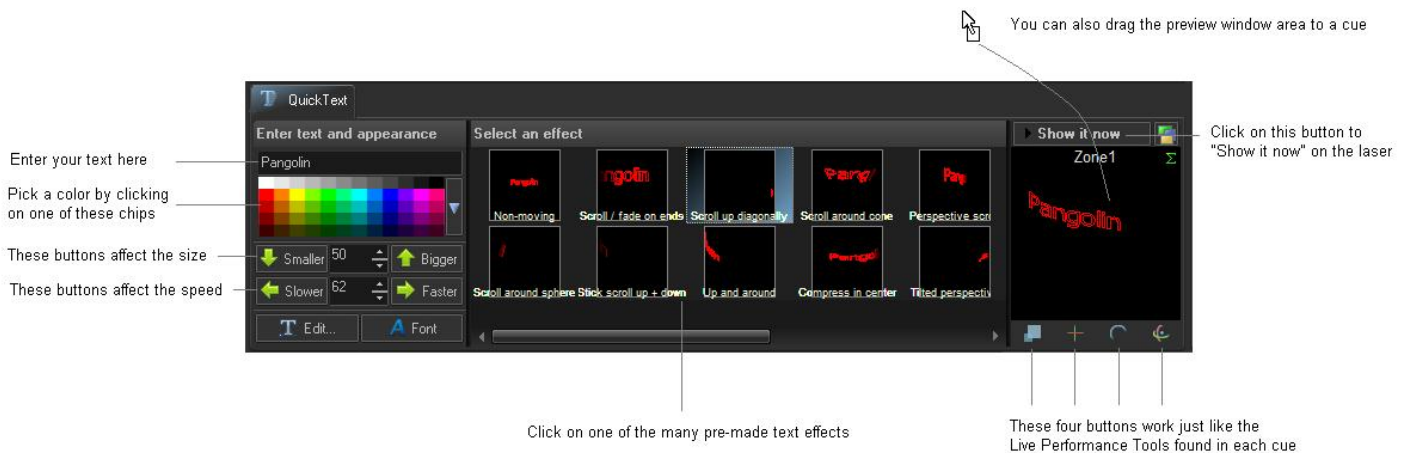 You can also drag the preview window area to a cue
QuickText
Enter text and appearance
Select an effect
Show it now
Enter your text here
Pangolin
Zone1
Click on this button to
"Show it now" on the laser
Pick a color by clicking
on one of these chips
Non-moving
Scroll / fade on ends
Scroll up diagonally
Scroll around cone
Perspective scr
Pangolin
These buttons affect the size
Smaller 50 Bigger
These buttons affect the speed
Slower 62 Faster
Scroll around sphere
Stick scroll up + down
Up and around
Compress in center
Tilted perspectiv
Edit...
Font
Click on one of the many pre-made text effects
These four buttons work just like the
Live Performance Tools found in each cue